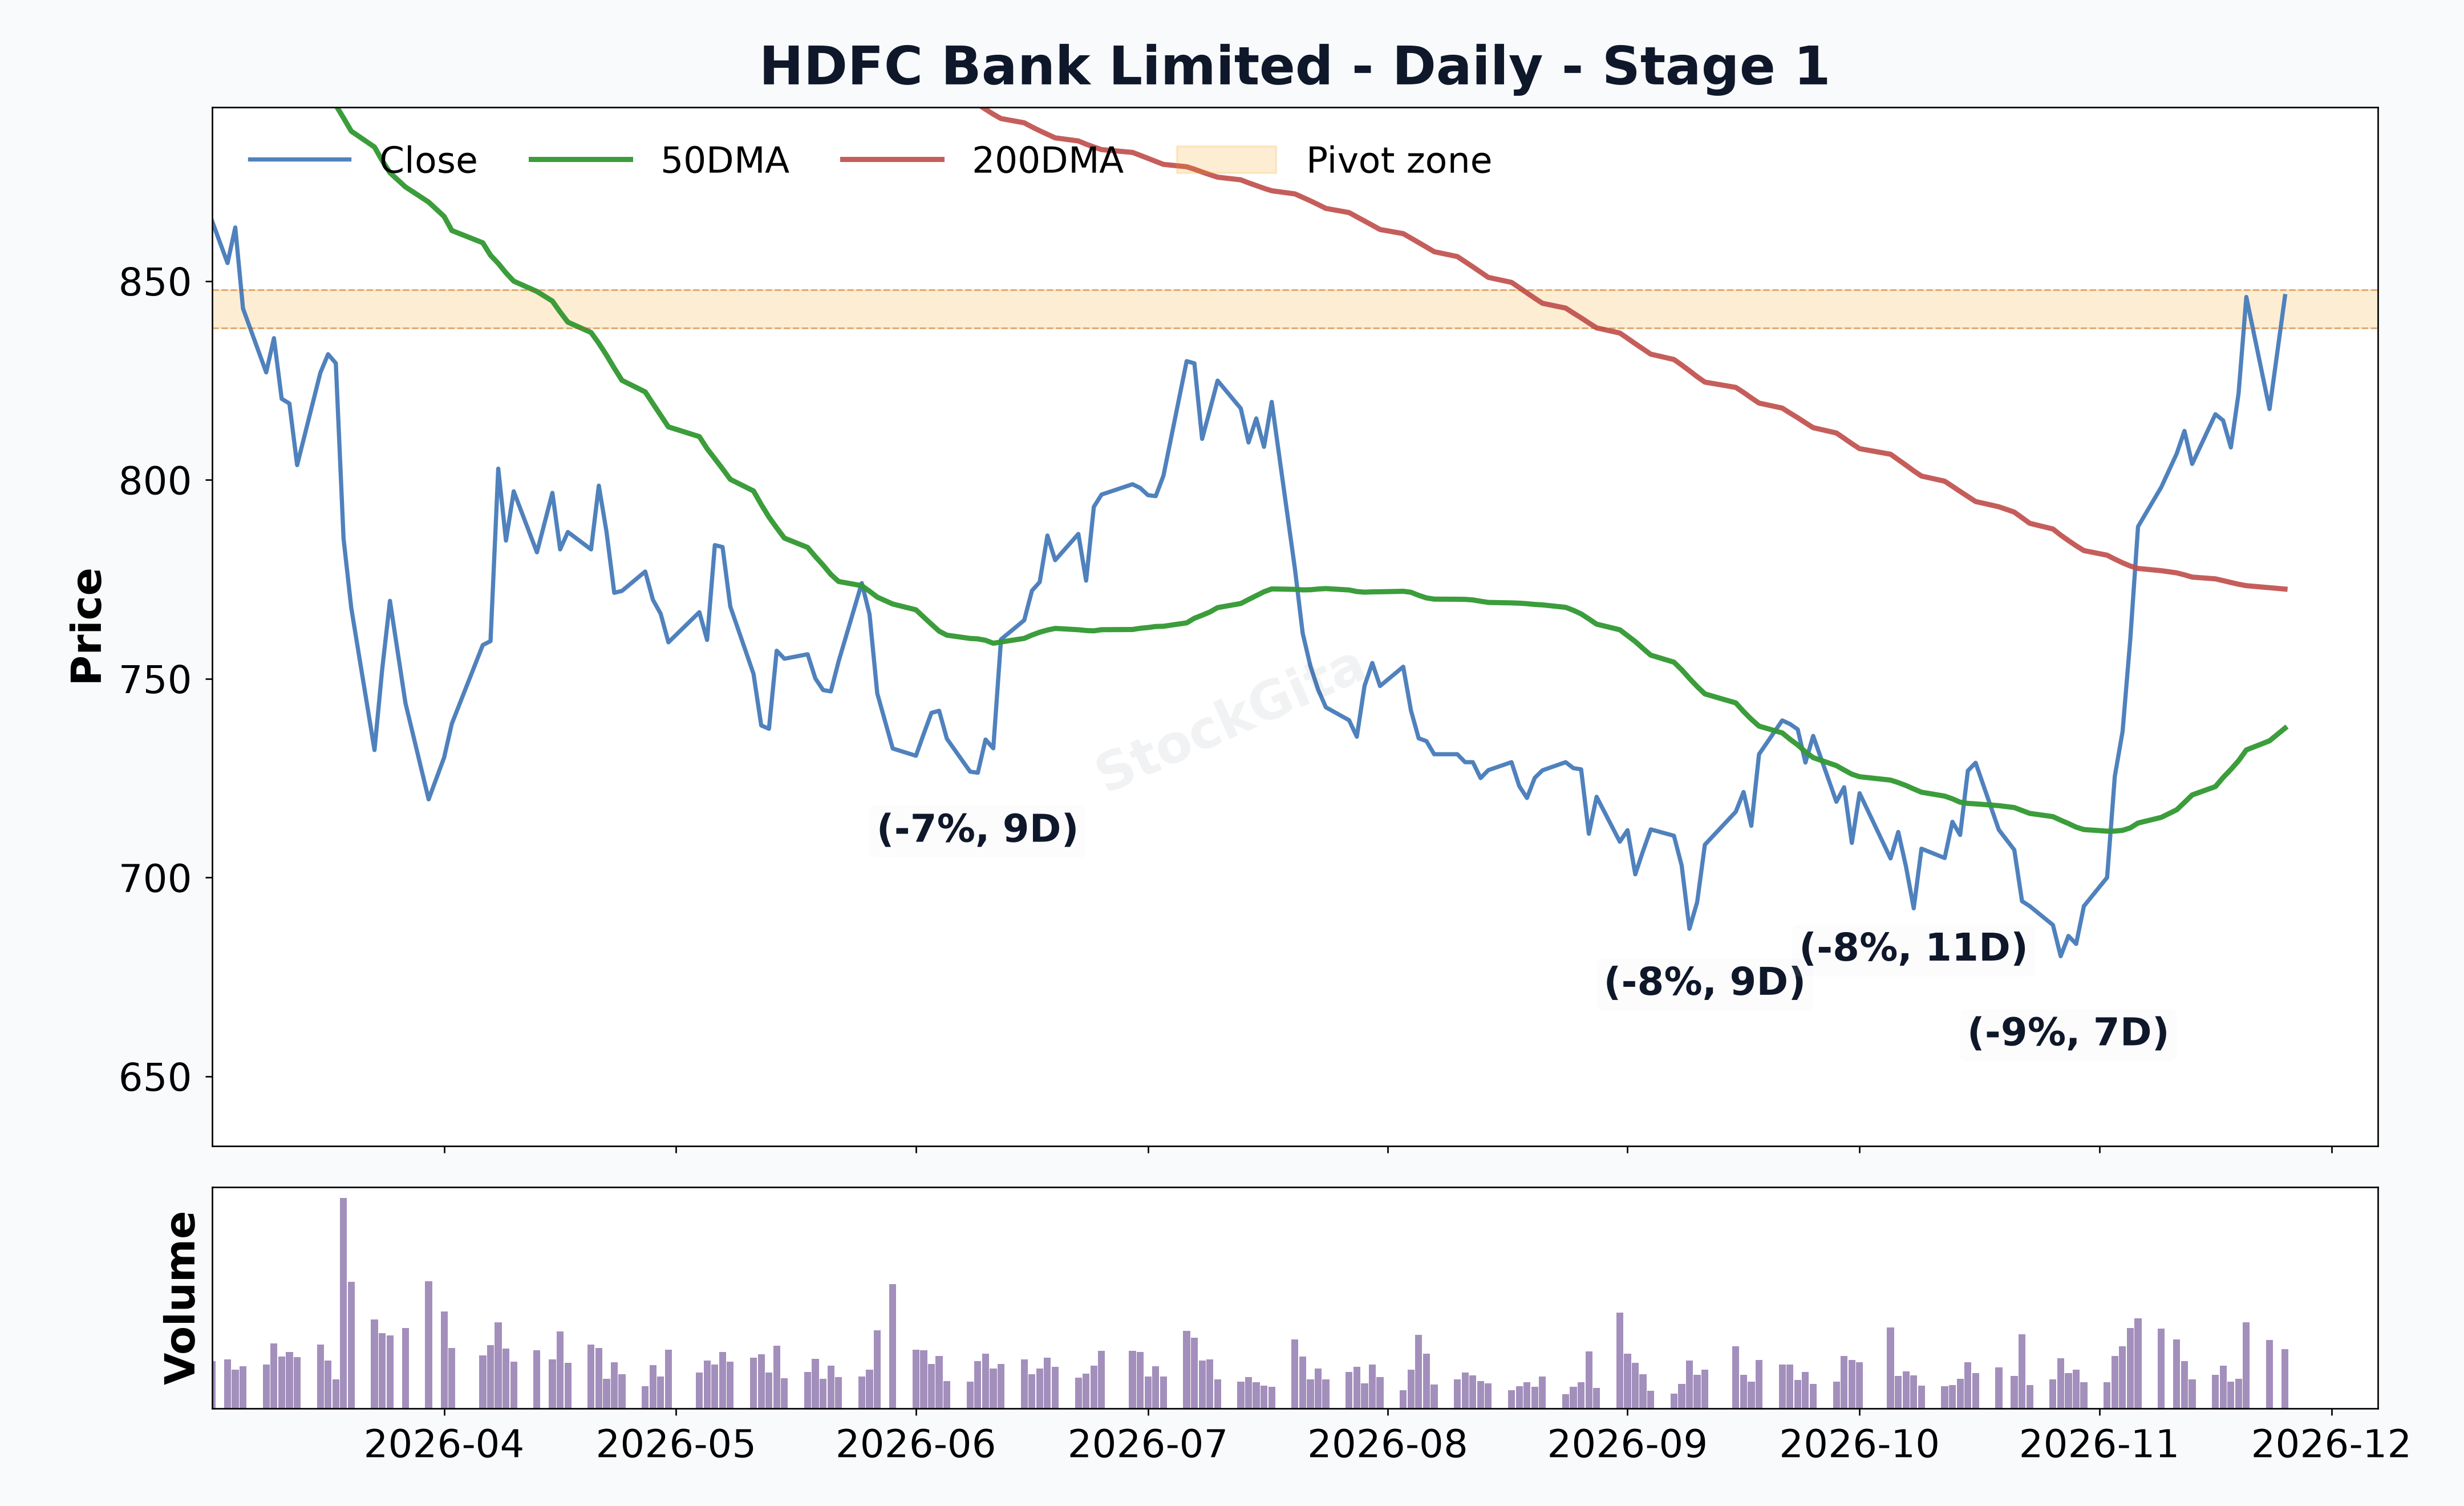 HDFC Bank Limited - Daily - Stage 1
Close 50DMA 200DMA Pivot zone
Price
850
800
750
700
650
StockGita
(-7%, 9D)
(-8%, 11D)
(-8%, 9D)
(-9%, 7D)
Volume
2026-04 2026-05 2026-06 2026-07 2026-08 2026-09 2026-10 2026-11 2026-12